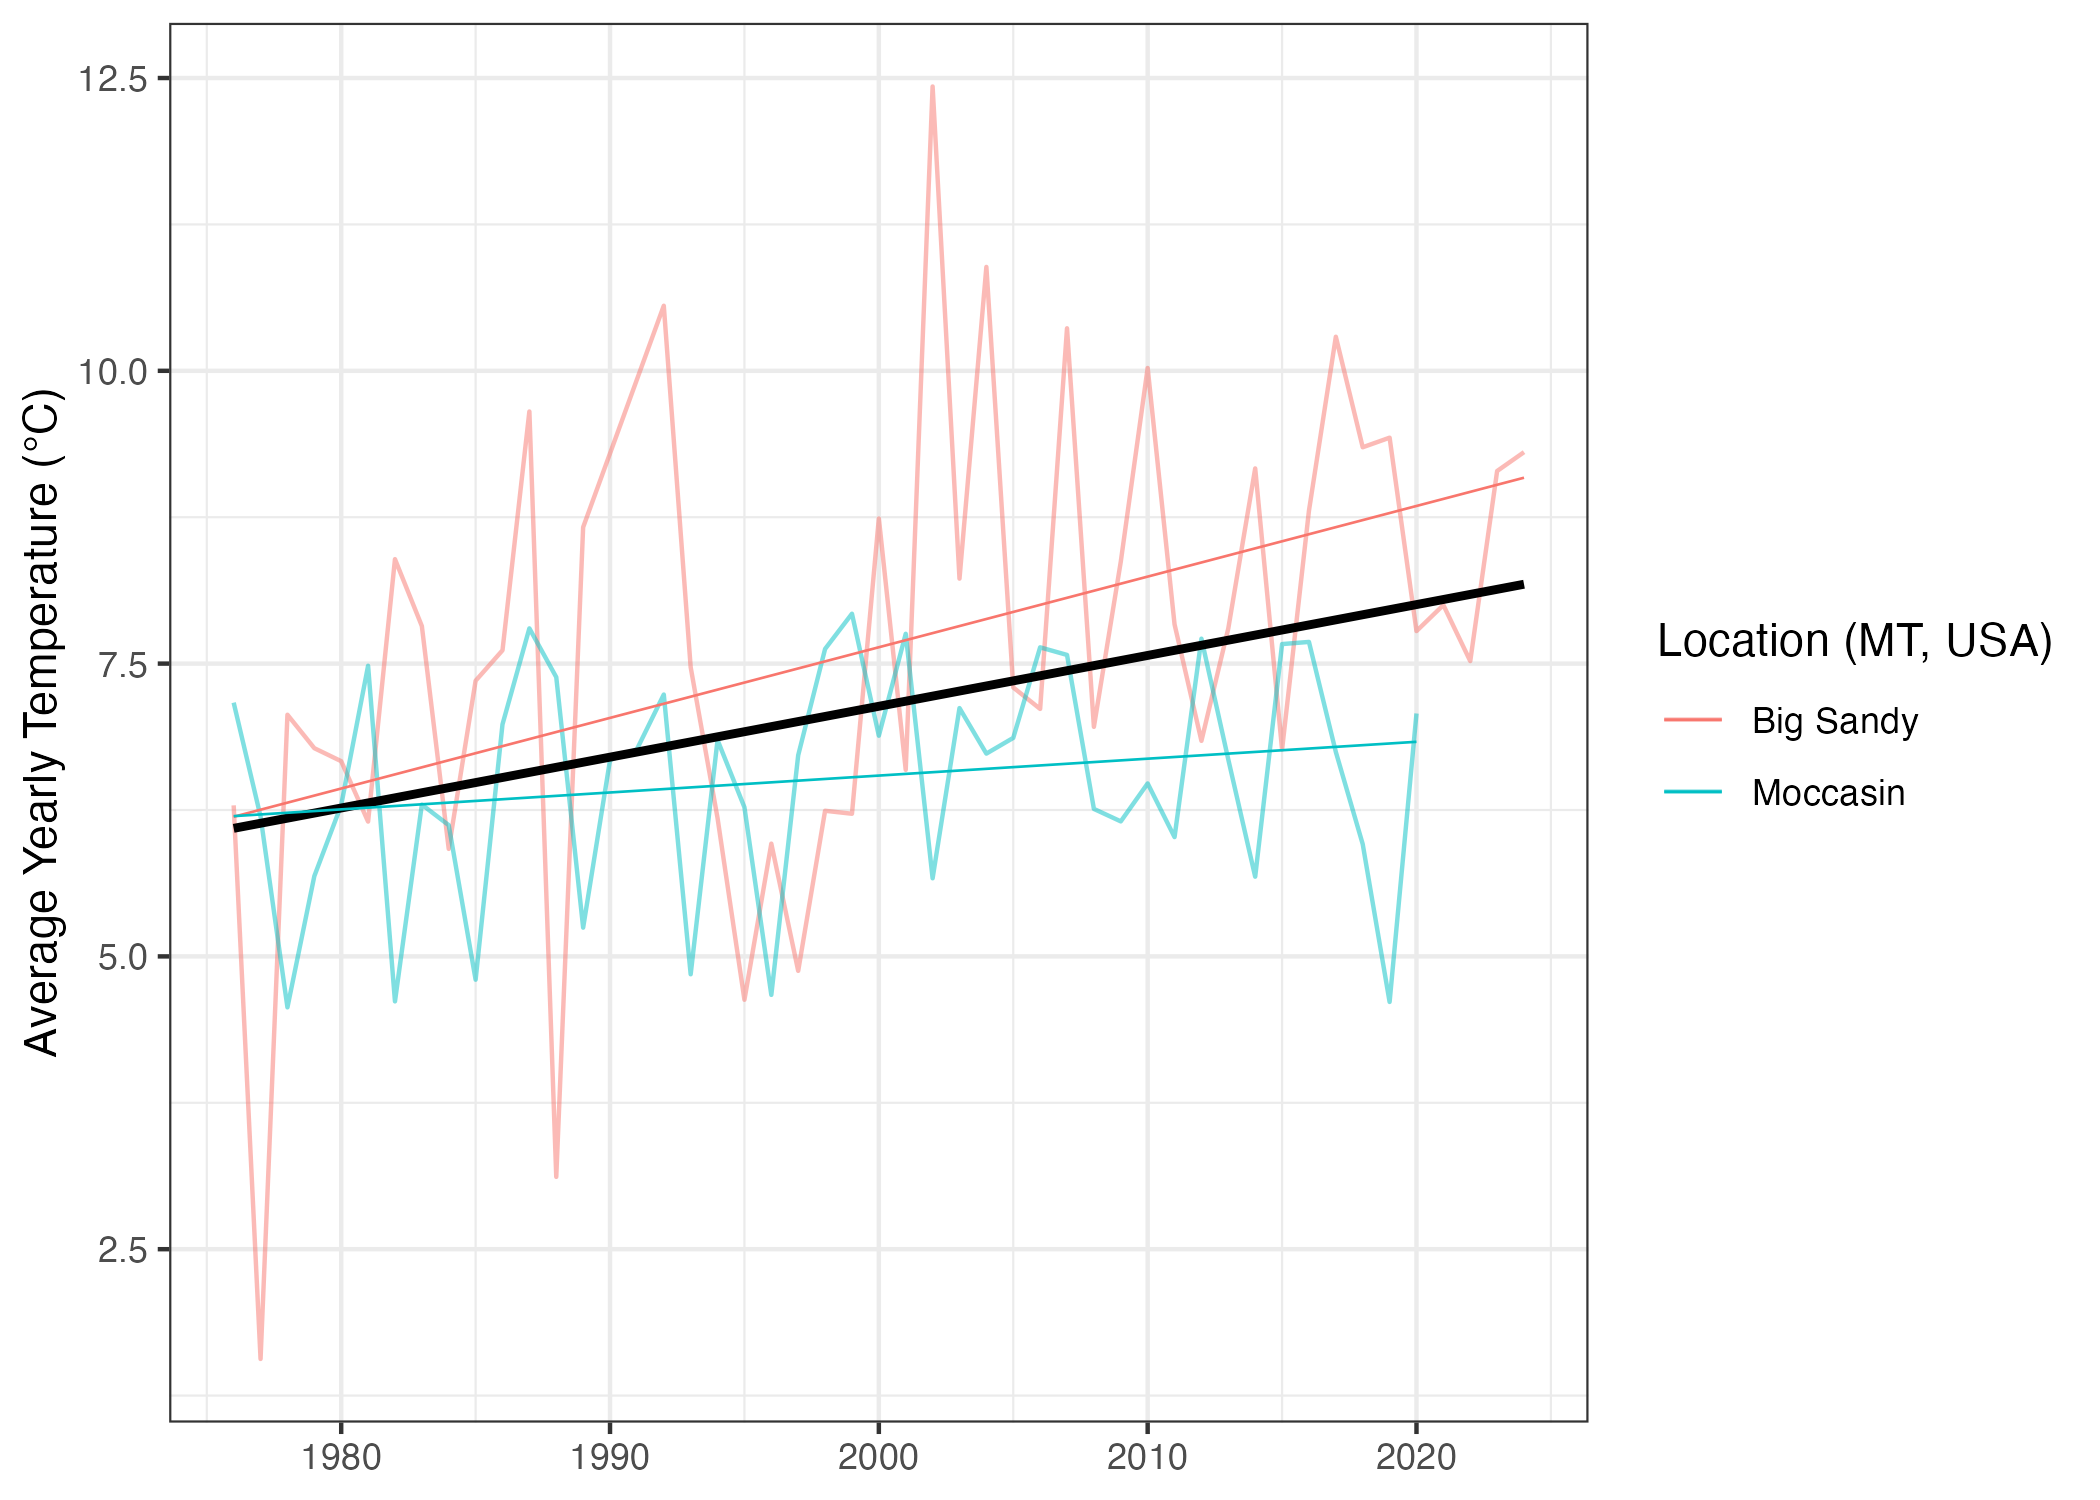 Average Yearly Temperature (°C)
12.5
10.0
7.5
5.0
2.5
1980 1990 2000 2010 2020
Location (MT, USA)
Big Sandy
Moccasin